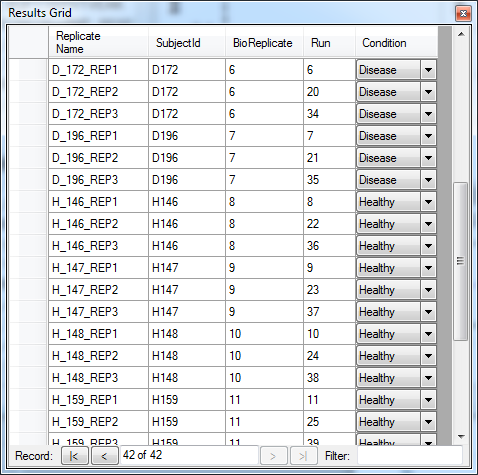 Results Grid
Replicate Name SubjectId BioReplicate Run Condition
D_172_REP1 D172 6 6 Disease
D_172_REP2 D172 6 20 Disease
D_172_REP3 D172 6 34 Disease
D_196_REP1 D196 7 7 Disease
D_196_REP2 D196 7 21 Disease
D_196_REP3 D196 7 35 Disease
H_146_REP1 H146 8 8 Healthy
H_146_REP2 H146 8 22 Healthy
H_146_REP3 H146 8 36 Healthy
H_147_REP1 H147 9 9 Healthy
H_147_REP2 H147 9 23 Healthy
H_147_REP3 H147 9 37 Healthy
H_148_REP1 H148 10 10 Healthy
H_148_REP2 H148 10 24 Healthy
H_148_REP3 H148 10 38 Healthy
H_159_REP1 H159 11 11 Healthy
H_159_REP2 H159 11 25 Healthy
H_159_REP3 H159 11 39 Healthy
Record: 42 of 42 Filter: